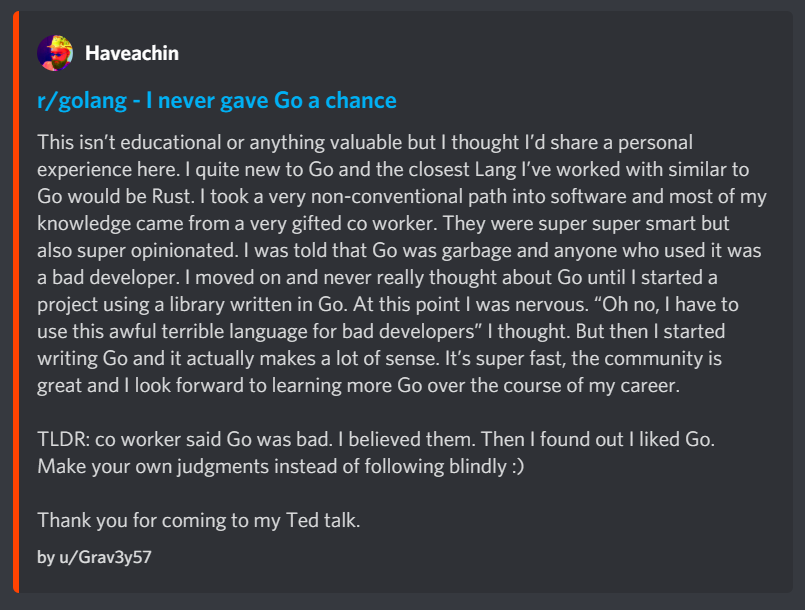 Haveachin
r/golang - I never gave Go a chance
This isn’t educational or anything valuable but I thought I’d share a personal
experience here. I quite new to Go and the closest Lang I’ve worked with similar to
Go would be Rust. I took a very non-conventional path into software and most of my
knowledge came from a very gifted co worker. They were super super smart but
also super opinionated. I was told that Go was garbage and anyone who used it was
a bad developer. I moved on and never really thought about Go until I started a
project using a library written in Go. At this point I was nervous. “Oh no, I have to
use this awful terrible language for bad developers” I thought. But then I started
writing Go and it actually makes a lot of sense. It’s super fast, the community is
great and I look forward to learning more Go over the course of my career.
TLDR: co worker said Go was bad. I believed them. Then I found out I liked Go.
Make your own judgments instead of following blindly :)
Thank you for coming to my Ted talk.
by u/Grav3y57